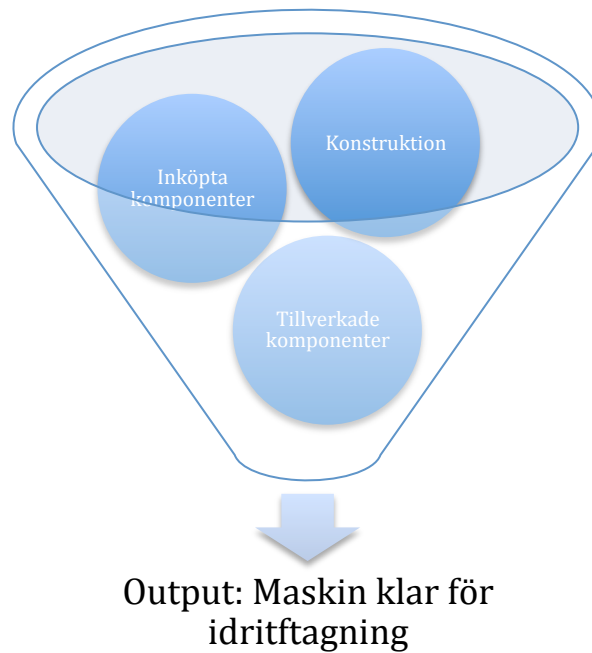 Konstruktion
Inköpta
komponenter
Tillverkade
komponenter
Output: Maskin klar för
idritftagning